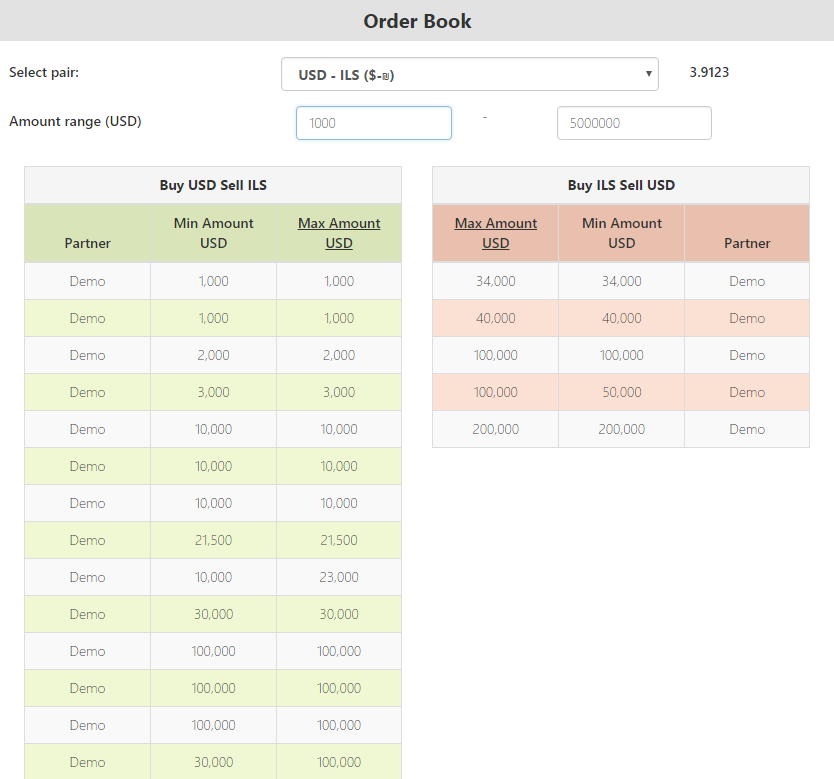 Order Book
Select pair:
USD - ILS ($-₪)
3.9123
Amount range (USD)
1000
-
5000000
Buy USD Sell ILS
Partner Min Amount USD Max Amount USD
Demo 1,000 1,000
Demo 1,000 1,000
Demo 2,000 2,000
Demo 3,000 3,000
Demo 10,000 10,000
Demo 10,000 10,000
Demo 10,000 10,000
Demo 21,500 21,500
Demo 10,000 23,000
Demo 30,000 30,000
Demo 100,000 100,000
Demo 100,000 100,000
Demo 100,000 100,000
Demo 30,000 100,000
Buy ILS Sell USD
Max Amount USD Min Amount USD Partner
34,000 34,000 Demo
40,000 40,000 Demo
100,000 100,000 Demo
100,000 50,000 Demo
200,000 200,000 Demo